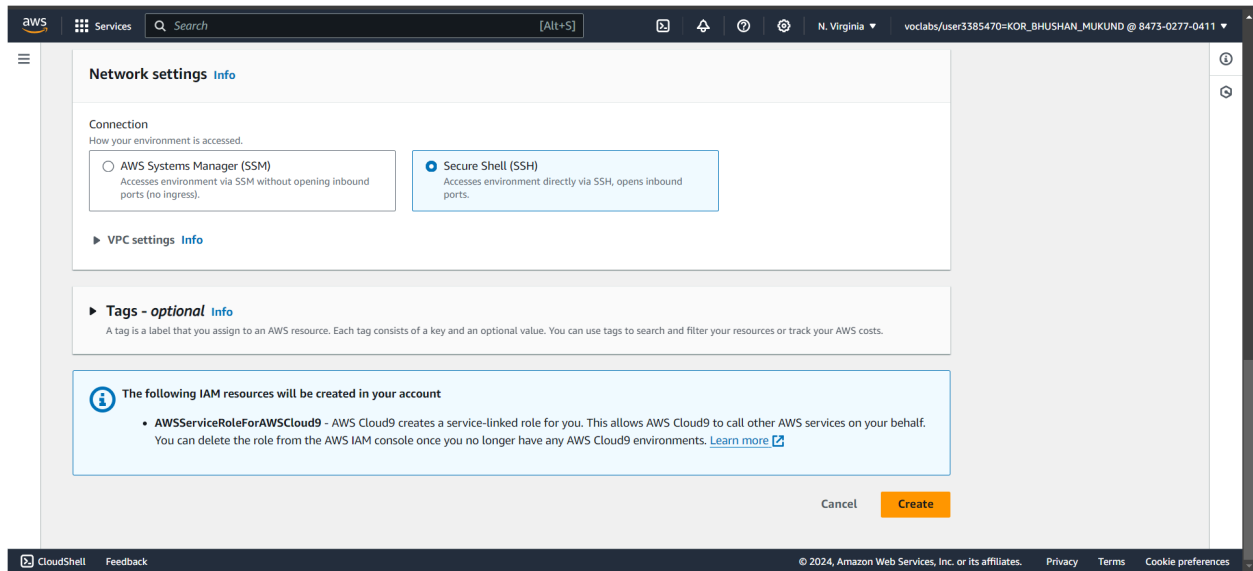 aws
Services
Search
[Alt+S]
N. Virginia
voclabs/user3385470=KOR_BHUSHAN_MUKUND @ 8473-0277-0411
Network settings Info
Connection
How your environment is accessed.
AWS Systems Manager (SSM)
Accesses environment via SSM without opening inbound
ports (no ingress).
Secure Shell (SSH)
Accesses environment directly via SSH, opens inbound
ports.
VPC settings Info
Tags - optional Info
A tag is a label that you assign to an AWS resource. Each tag consists of a key and an optional value. You can use tags to search and filter your resources or track your AWS costs.
The following IAM resources will be created in your account
• AWSServiceRoleForAWSCloud9 - AWS Cloud9 creates a service-linked role for you. This allows AWS Cloud9 to call other AWS services on your behalf.
You can delete the role from the AWS IAM console once you no longer have any AWS Cloud9 environments. Learn more
Cancel
Create
CloudShell
Feedback
© 2024, Amazon Web Services, Inc. or its affiliates.
Privacy
Terms
Cookie preferences